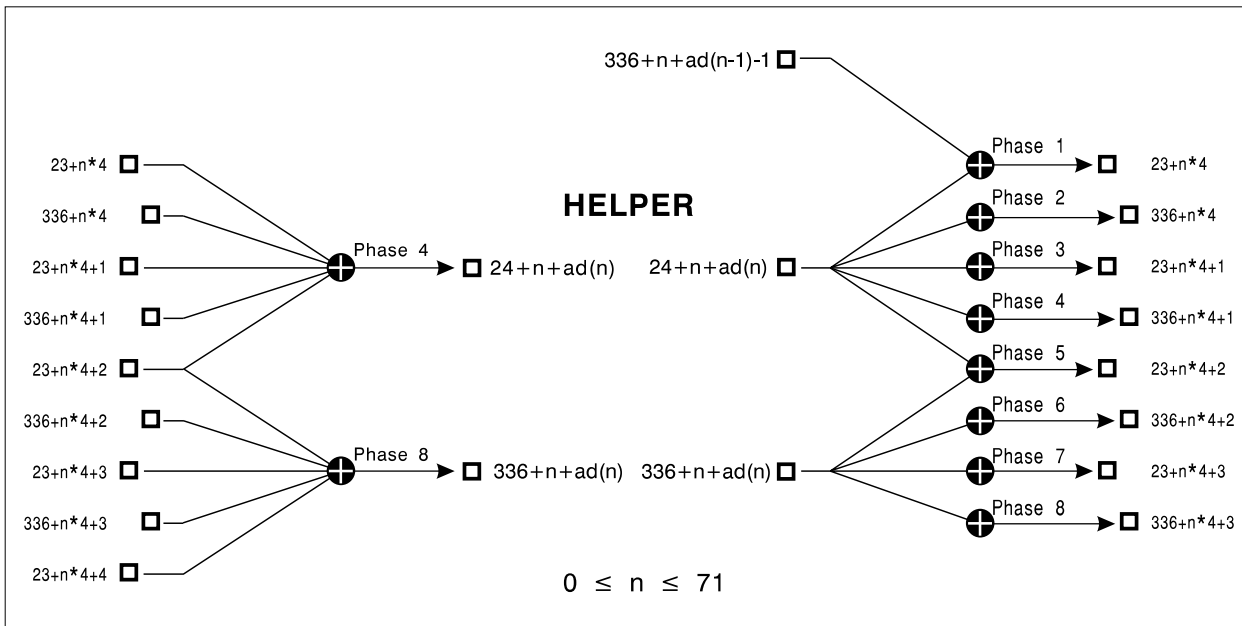 336+n+ad(n-1)-1
23+n*4
336+n*4
23+n*4+1
336+n*4+1
23+n*4+2
336+n*4+2
23+n*4+3
336+n*4+3
23+n*4+4
Phase 4
24+n+ad(n)
Phase 8
336+n+ad(n)
HELPER
24+n+ad(n)
336+n+ad(n)
Phase 1
23+n*4
Phase 2
336+n*4
Phase 3
23+n*4+1
Phase 4
336+n*4+1
Phase 5
23+n*4+2
Phase 6
336+n*4+2
Phase 7
23+n*4+3
Phase 8
336+n*4+3
0 ≤ n ≤ 71